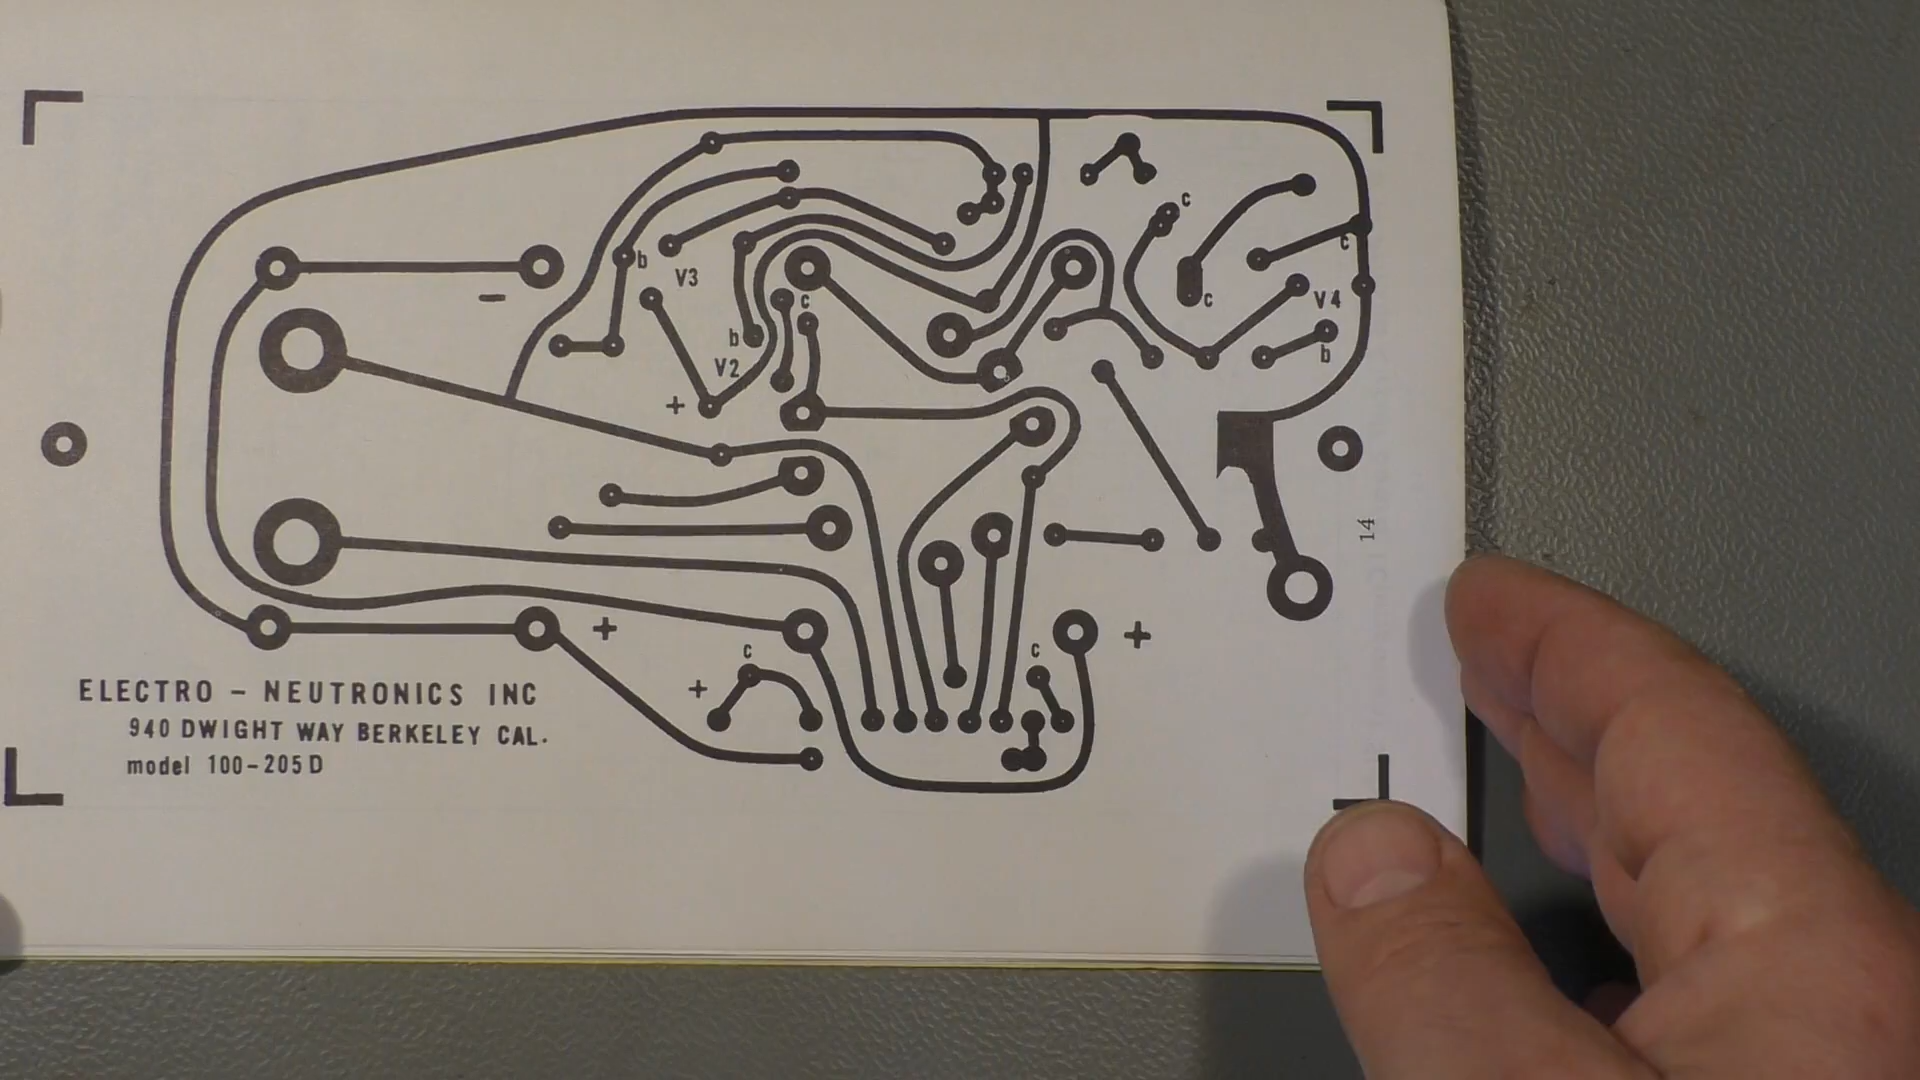 c
c
b
V3
c
V4
c
b
V2
b
14
c
c
ELECTRO – NEUTRONICS INC
940 DWIGHT WAY BERKELEY CAL.
model 100-205D